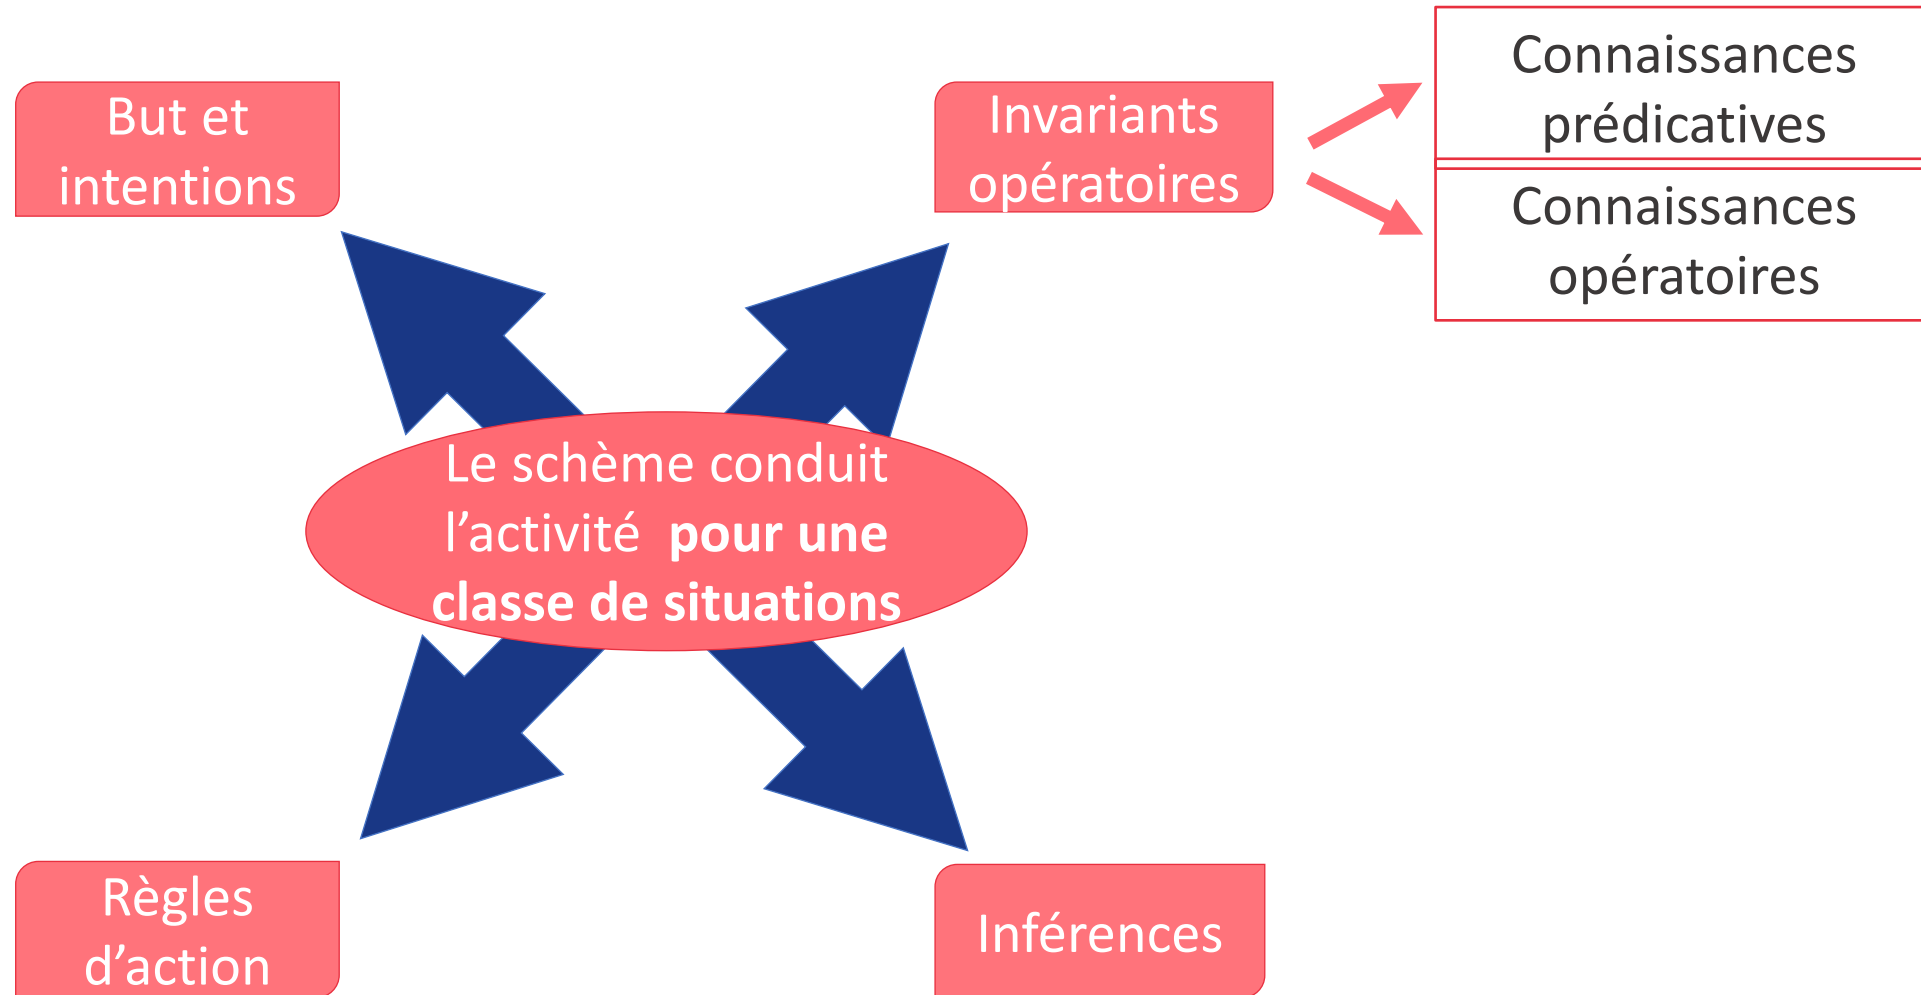 But et
intentions
Invariants
opératoires
Connaissances
prédicatives
Connaissances
opératoires
Le schème conduit
l’activité  pour une
classe de situations
Règles
d’action
Inférences